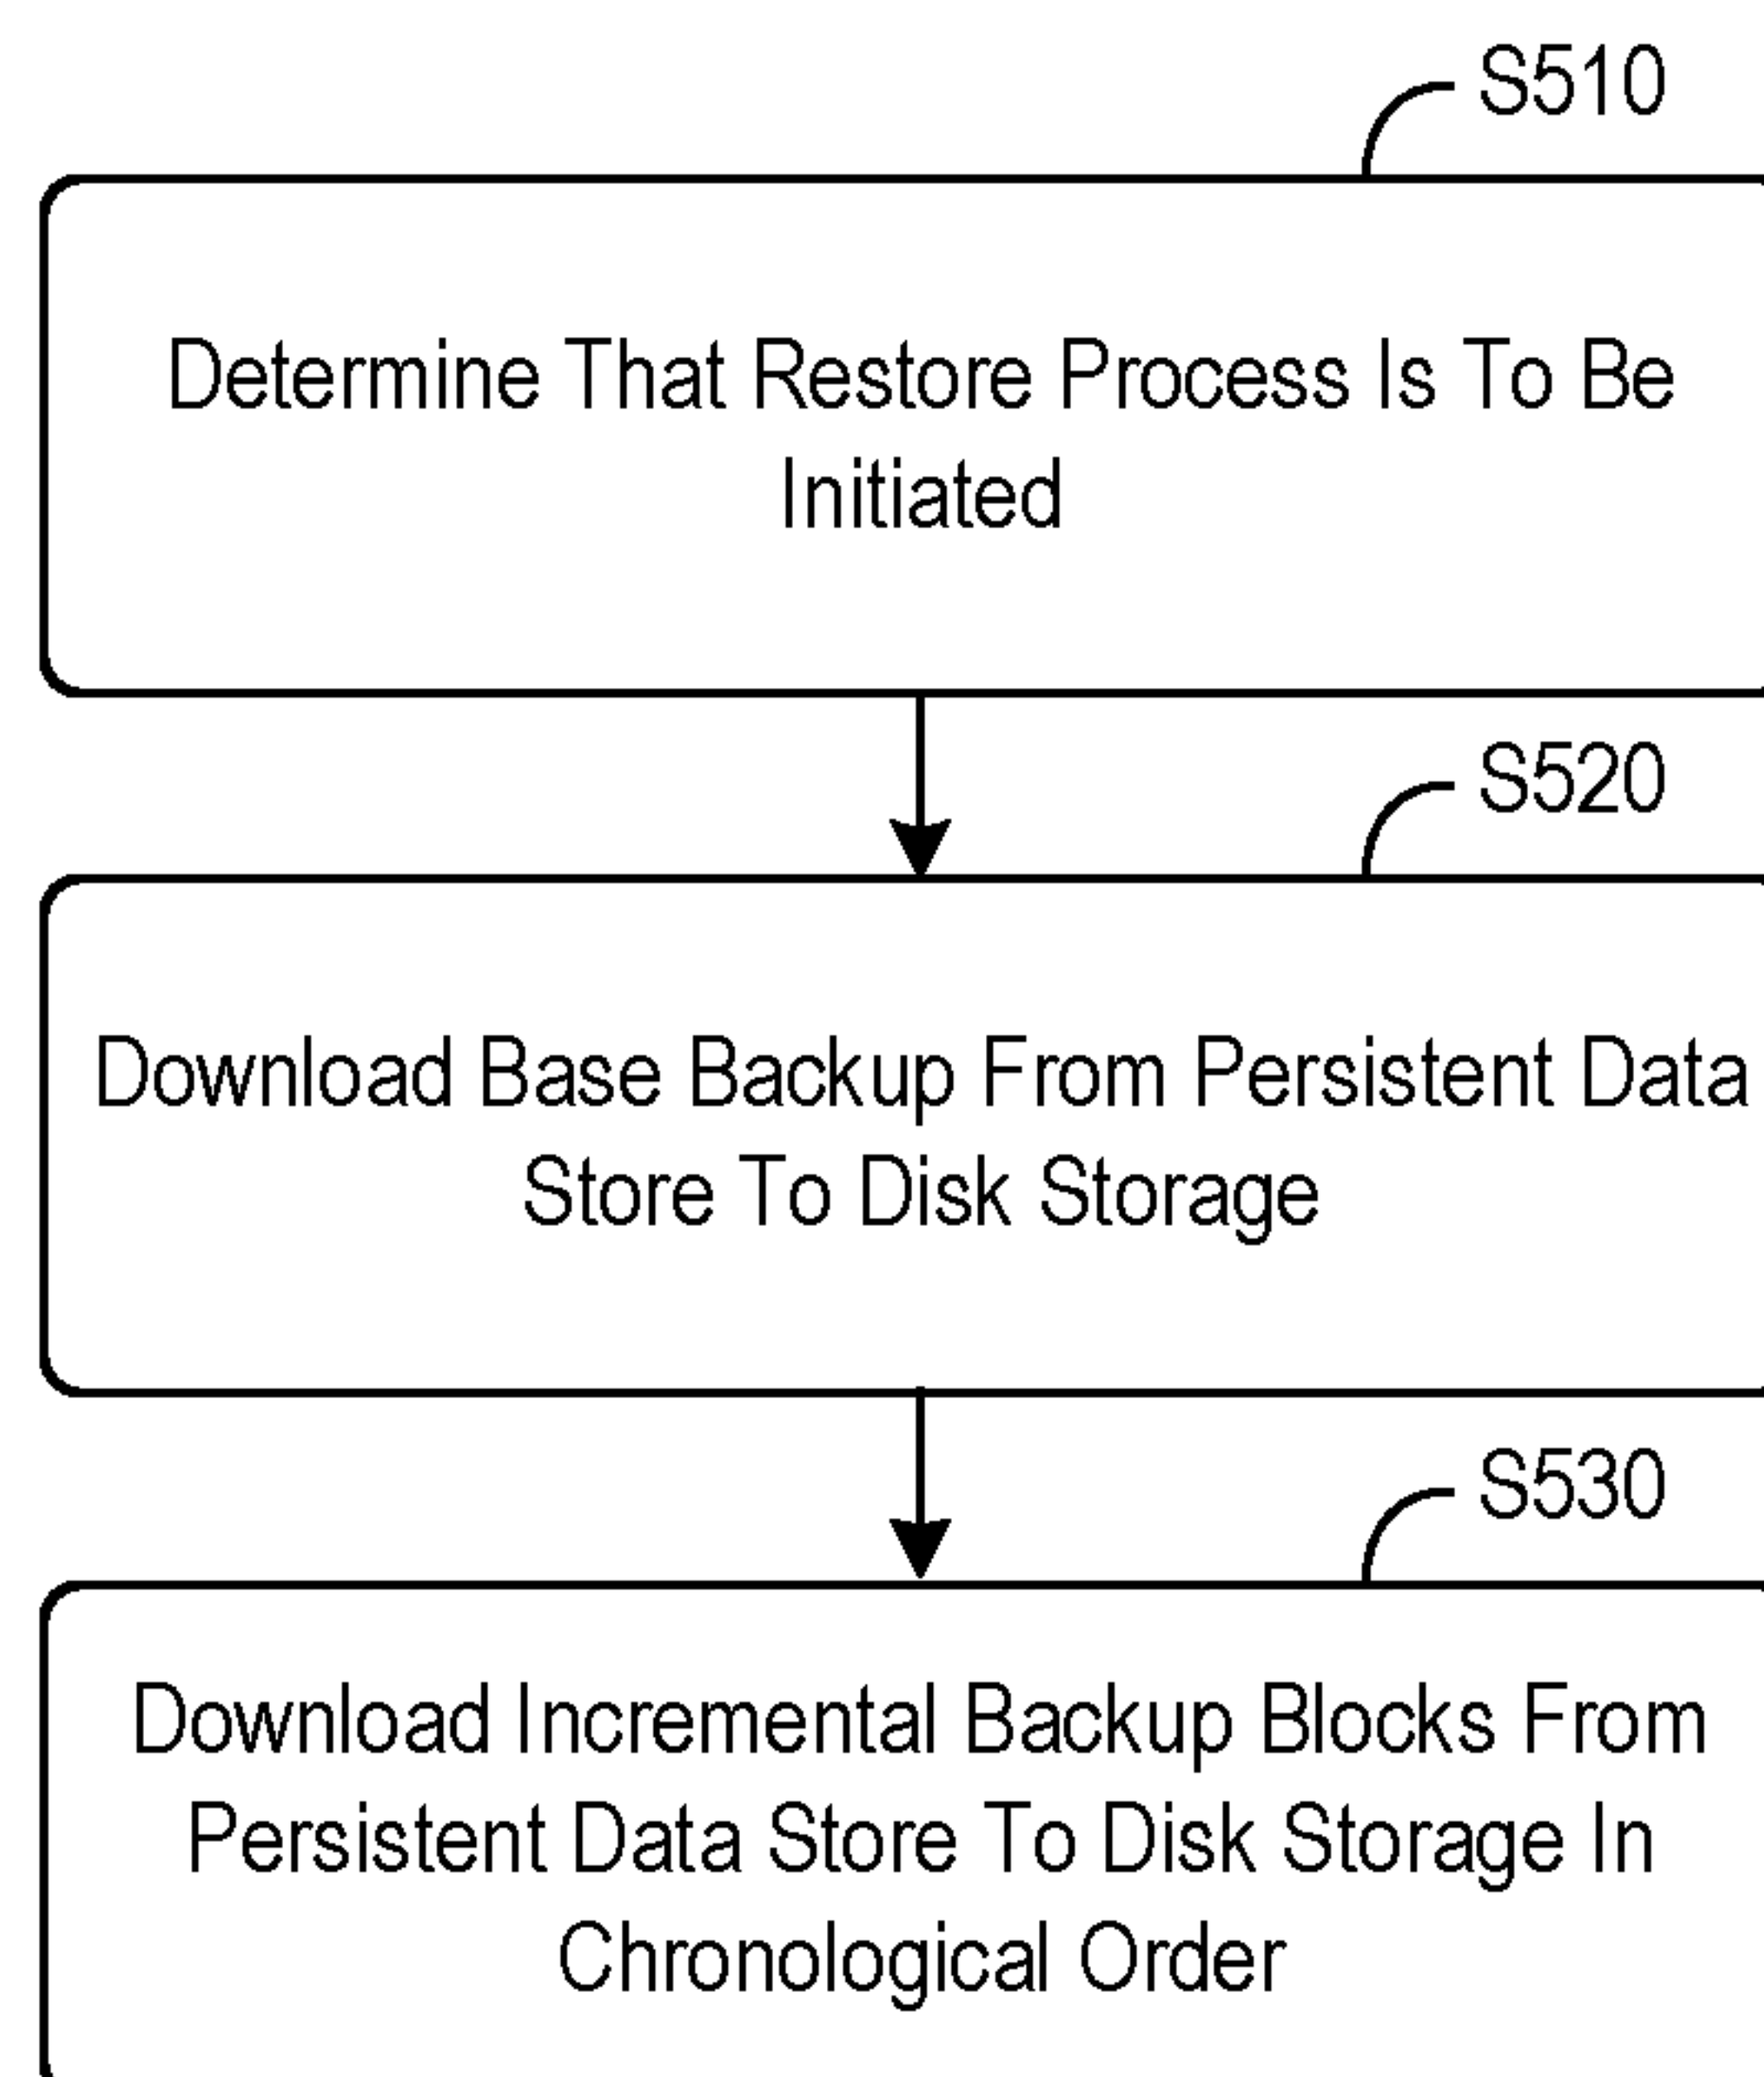 S510
Determine That Restore Process Is To Be
Initiated
S520
Download Base Backup From Persistent Data
Store To Disk Storage
S530
Download Incremental Backup Blocks From
Persistent Data Store To Disk Storage In
Chronological Order